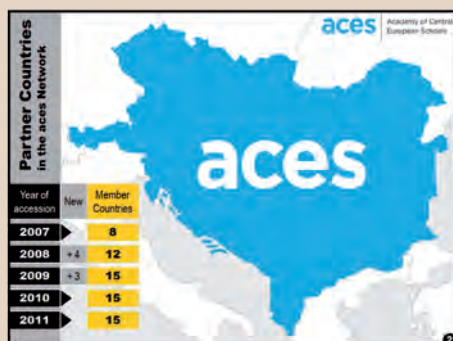 Partner Countries
in the aces Network
aces
Academy of Central
European Schools
aces
Year of
accession
New
Member
Countries
2007
8
2008
+4
12
2009
+3
15
2010
15
2011
15
2